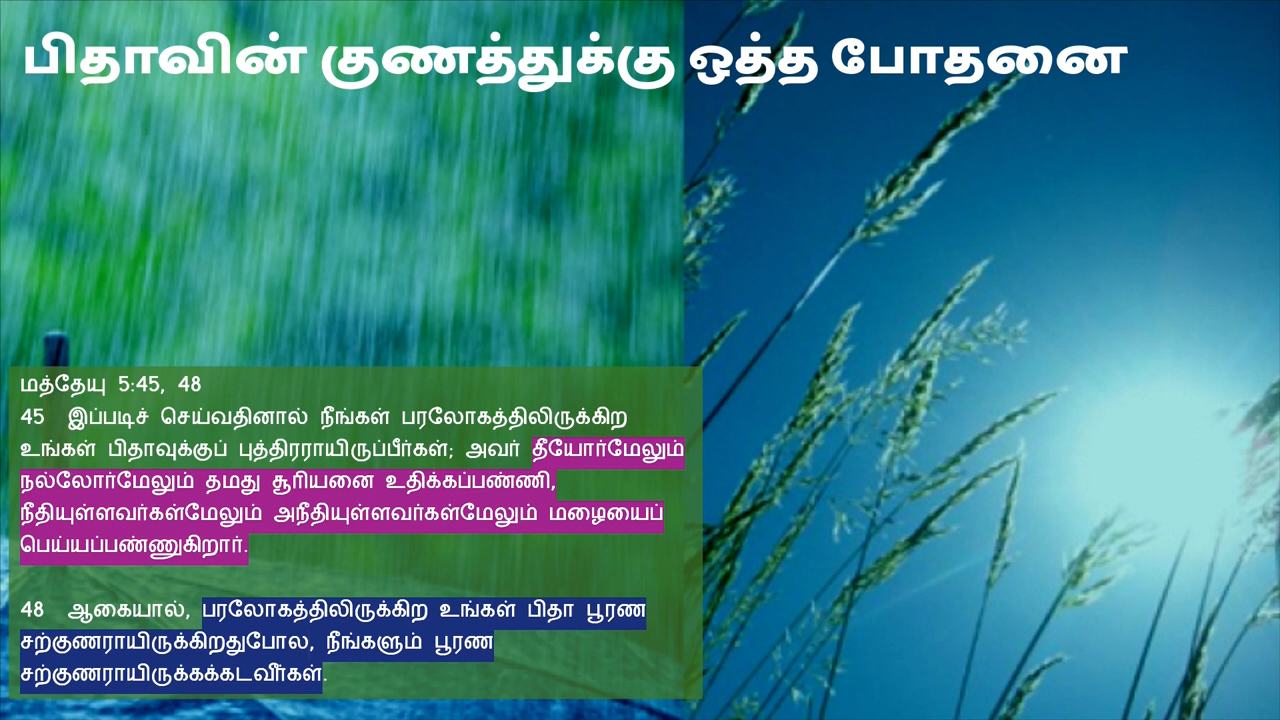 பிதாவின் குணத்துக்கு ஒத்த போதனை
மத்தேயு 5:45, 48
45 இப்படிச் செய்வதினால் நீங்கள் பரலோகத்திலிருக்கிற
உங்கள் பிதாவுக்குப் புத்திரராயிருப்பீர்கள்; அவர் தீயோர்மேலும்
நல்லோர்மேலும் தமது சூரியனை உதிக்கப்பண்ணி,
நீதியுள்ளவர்கள்மேலும் அநீதியுள்ளவர்கள்மேலும் மழையைப்
பெய்யப்பண்ணுகிறார்.
48 ஆகையால், பரலோகத்திலிருக்கிற உங்கள் பிதா பூரண
சற்குணராயிருக்கிறதுபோல, நீங்களும் பூரண
சற்குணராயிருக்கக்கடவீர்கள்.